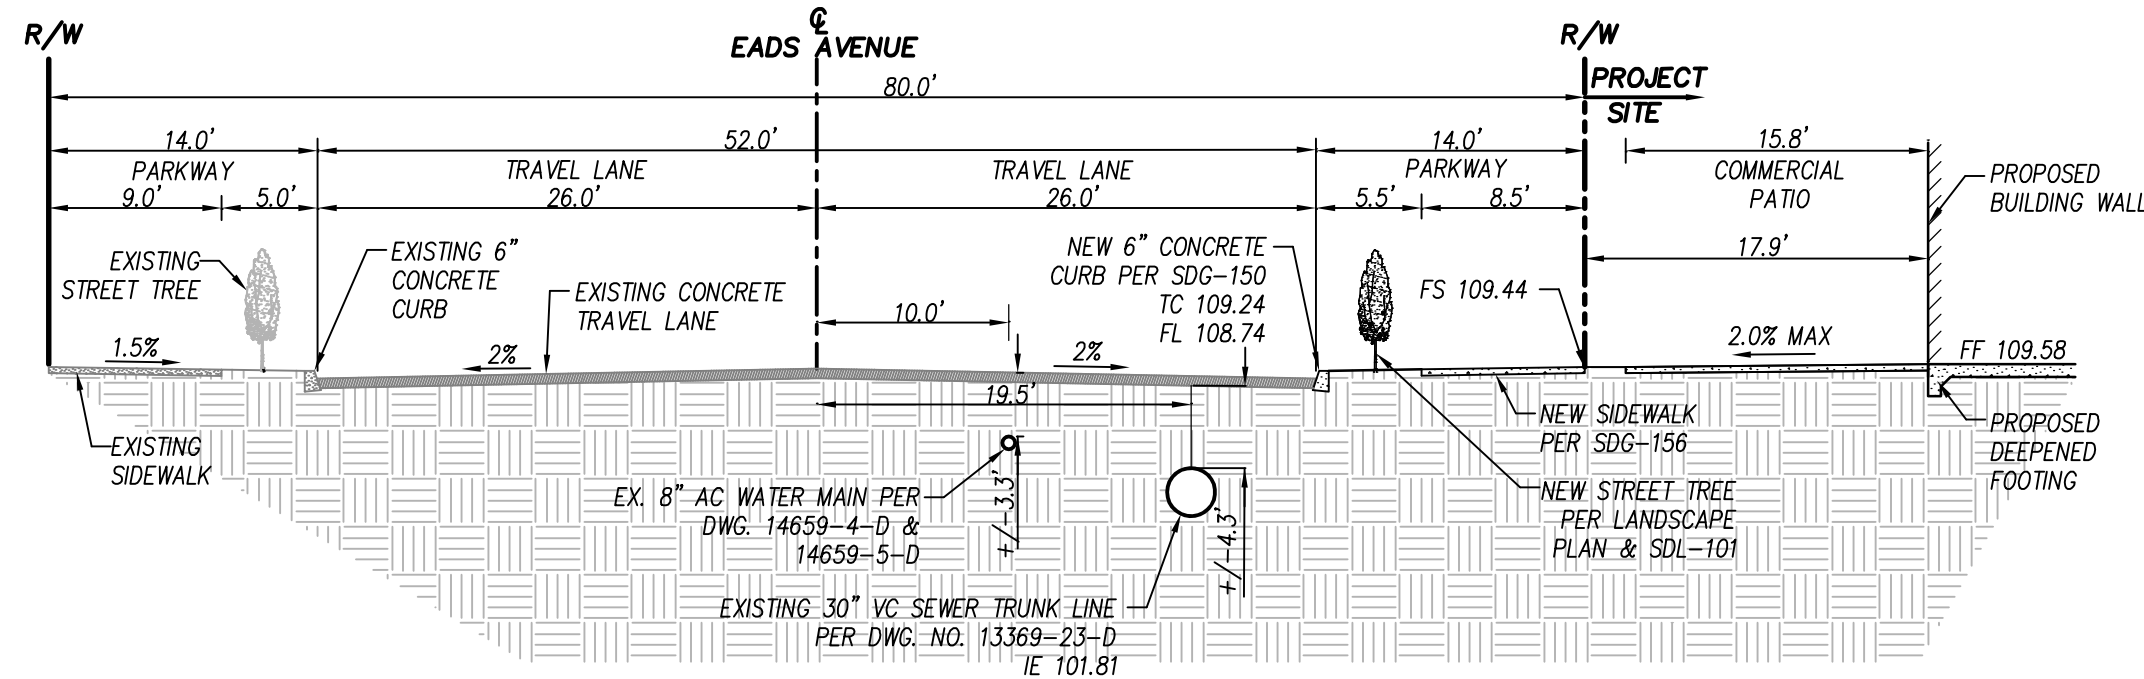 R/W
℄
EADS AVENUE
R/W
80.0'
PROJECT
SITE
14.0'
52.0'
14.0'
15.8'
PARKWAY
TRAVEL LANE
TRAVEL LANE
PARKWAY
COMMERCIAL
PATIO
9.0'
5.0'
26.0'
26.0'
5.5'
8.5'
PROPOSED
BUILDING WALL
17.9'
EXISTING
STREET TREE
EXISTING 6"
CONCRETE
CURB
EXISTING CONCRETE
TRAVEL LANE
10.0'
NEW 6" CONCRETE
CURB PER SDG-150
TC 109.24
FL 108.74
FS 109.44
1.5%
2%
2%
2.0% MAX
FF 109.58
19.5'
EXISTING
SIDEWALK
EX. 8" AC WATER MAIN PER
DWG. 14659-4-D &
14659-5-D
+/-3.3'
+/-4.3'
EXISTING 30" VC SEWER TRUNK LINE
PER DWG. NO. 13369-23-D
IE 101.81
NEW SIDEWALK
PER SDG-156
NEW STREET TREE
PER LANDSCAPE
PLAN & SDL-101
PROPOSED
DEEPENED
FOOTING